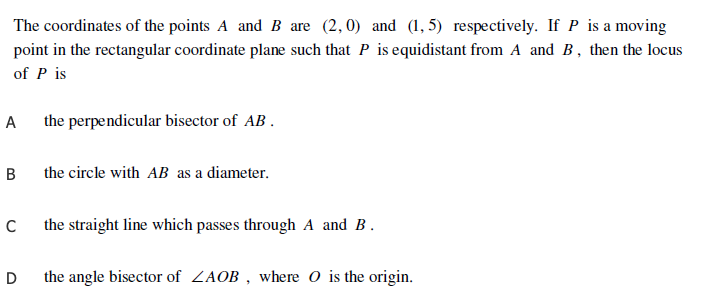 The coordinates of the points A and B are (2, 0) and (1, 5) respectively. If P is a moving
point in the rectangular coordinate plane such that P is equidistant from A and B, then the locus
of P is
A the perpendicular bisector of AB.
B the circle with AB as a diameter.
C the straight line which passes through A and B.
D the angle bisector of ∠AOB, where O is the origin.